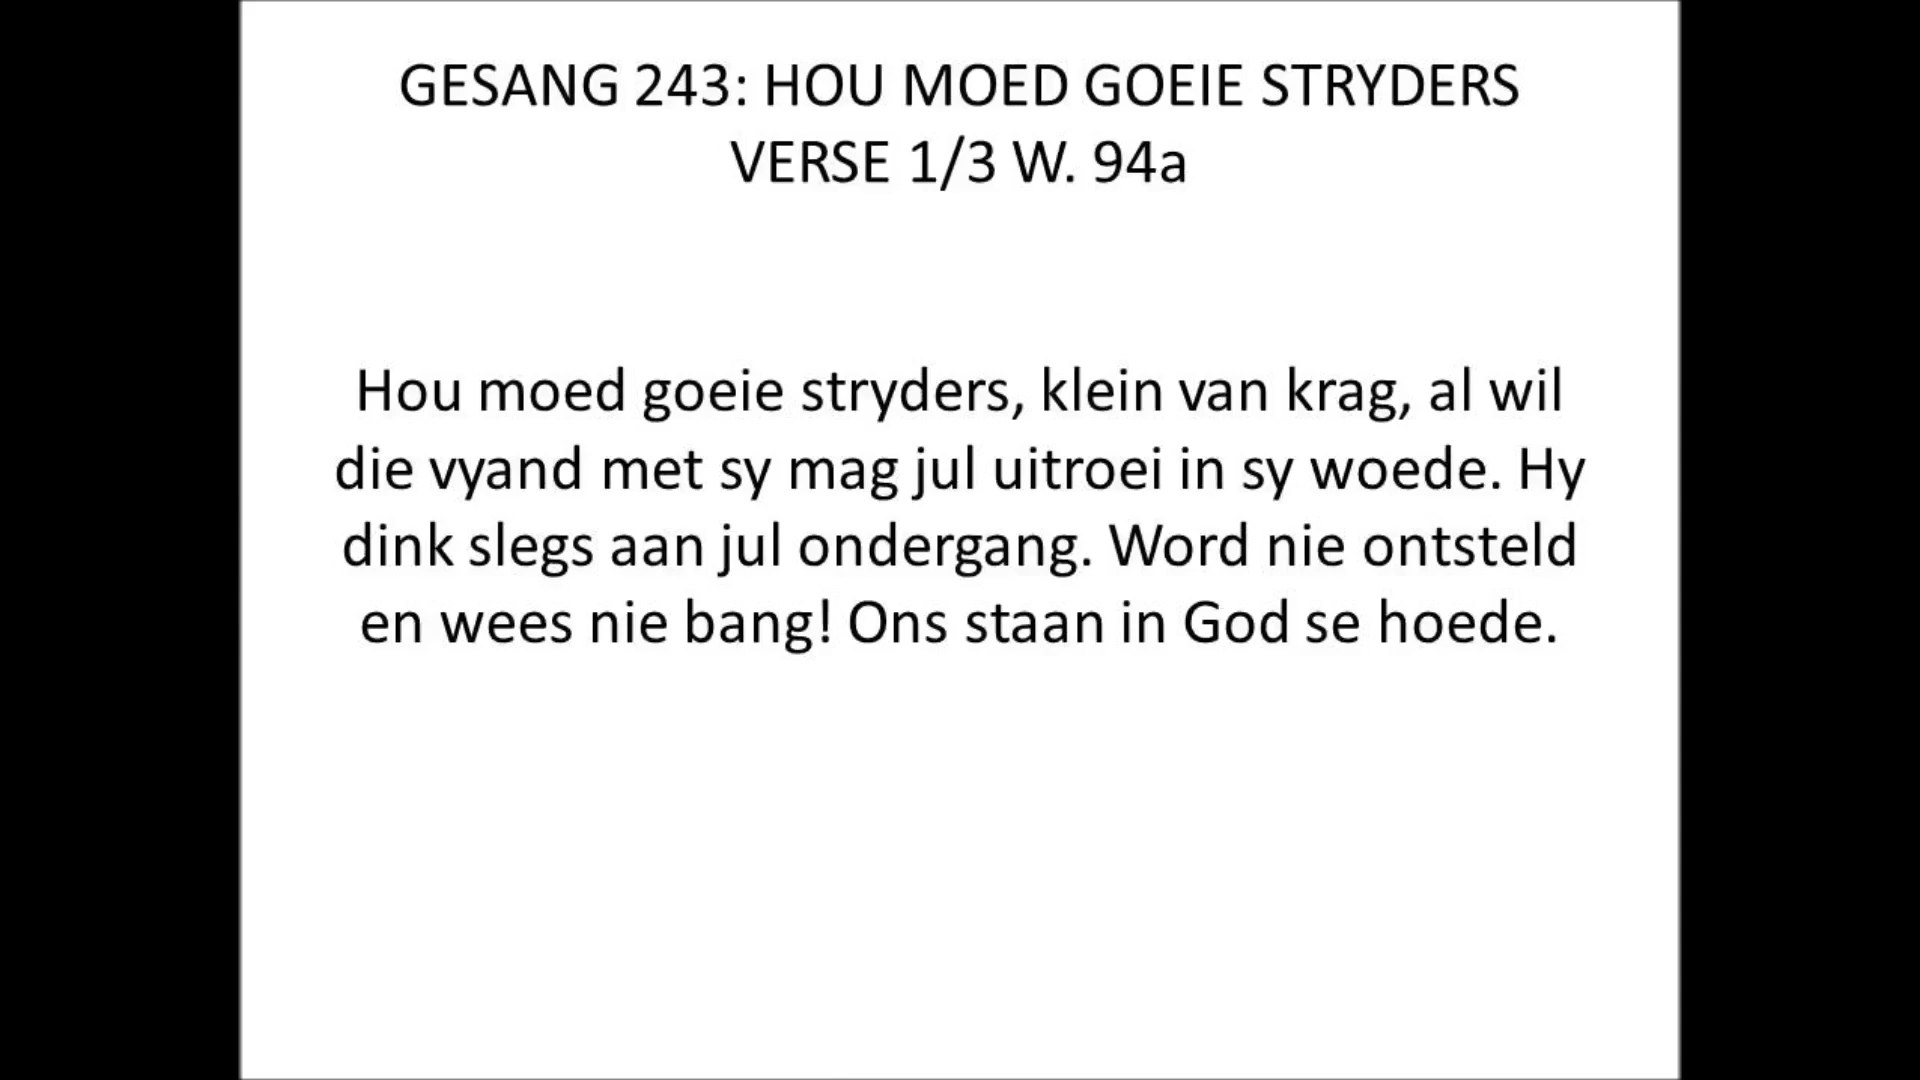 GESANG 243: HOU MOED GOEIE STRYDERS
VERSE 1/3 W. 94a
Hou moed goeie stryders, klein van krag, al wil
die vyand met sy mag jul uitroei in sy woede. Hy
dink slegs aan jul ondergang. Word nie ontsteld
en wees nie bang! Ons staan in God se hoede.